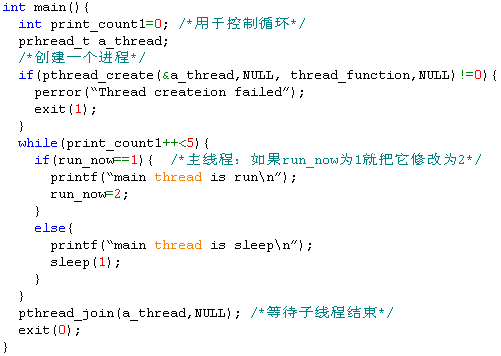 int main(){
int print_count1=0; /*用于控制循环*/
prhread_t a_thread;
/*创建一个进程*/
if(pthread_create(&a_thread,NULL, thread_function,NULL)!=0){
perror(“Thread createion failed”);
exit(1);
}
while(print_count1++<5){
if(run_now==1){ /*主线程：如果run_now为1就把它修改为2*/
printf(“main thread is run\n”);
run_now=2;
}
else{
printf(“main thread is sleep\n”);
sleep(1);
}
}
pthread_join(a_thread,NULL); /*等待子线程结束*/
exit(0);
}